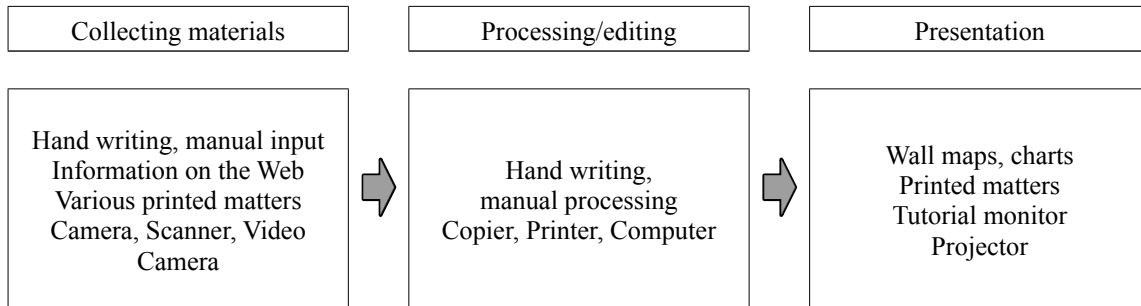 Collecting materials
Processing/editing
Presentation
Hand writing, manual input
Information on the Web
Various printed matters
Camera, Scanner, Video
Camera
Hand writing,
manual processing
Copier, Printer, Computer
Wall maps, charts
Printed matters
Tutorial monitor
Projector